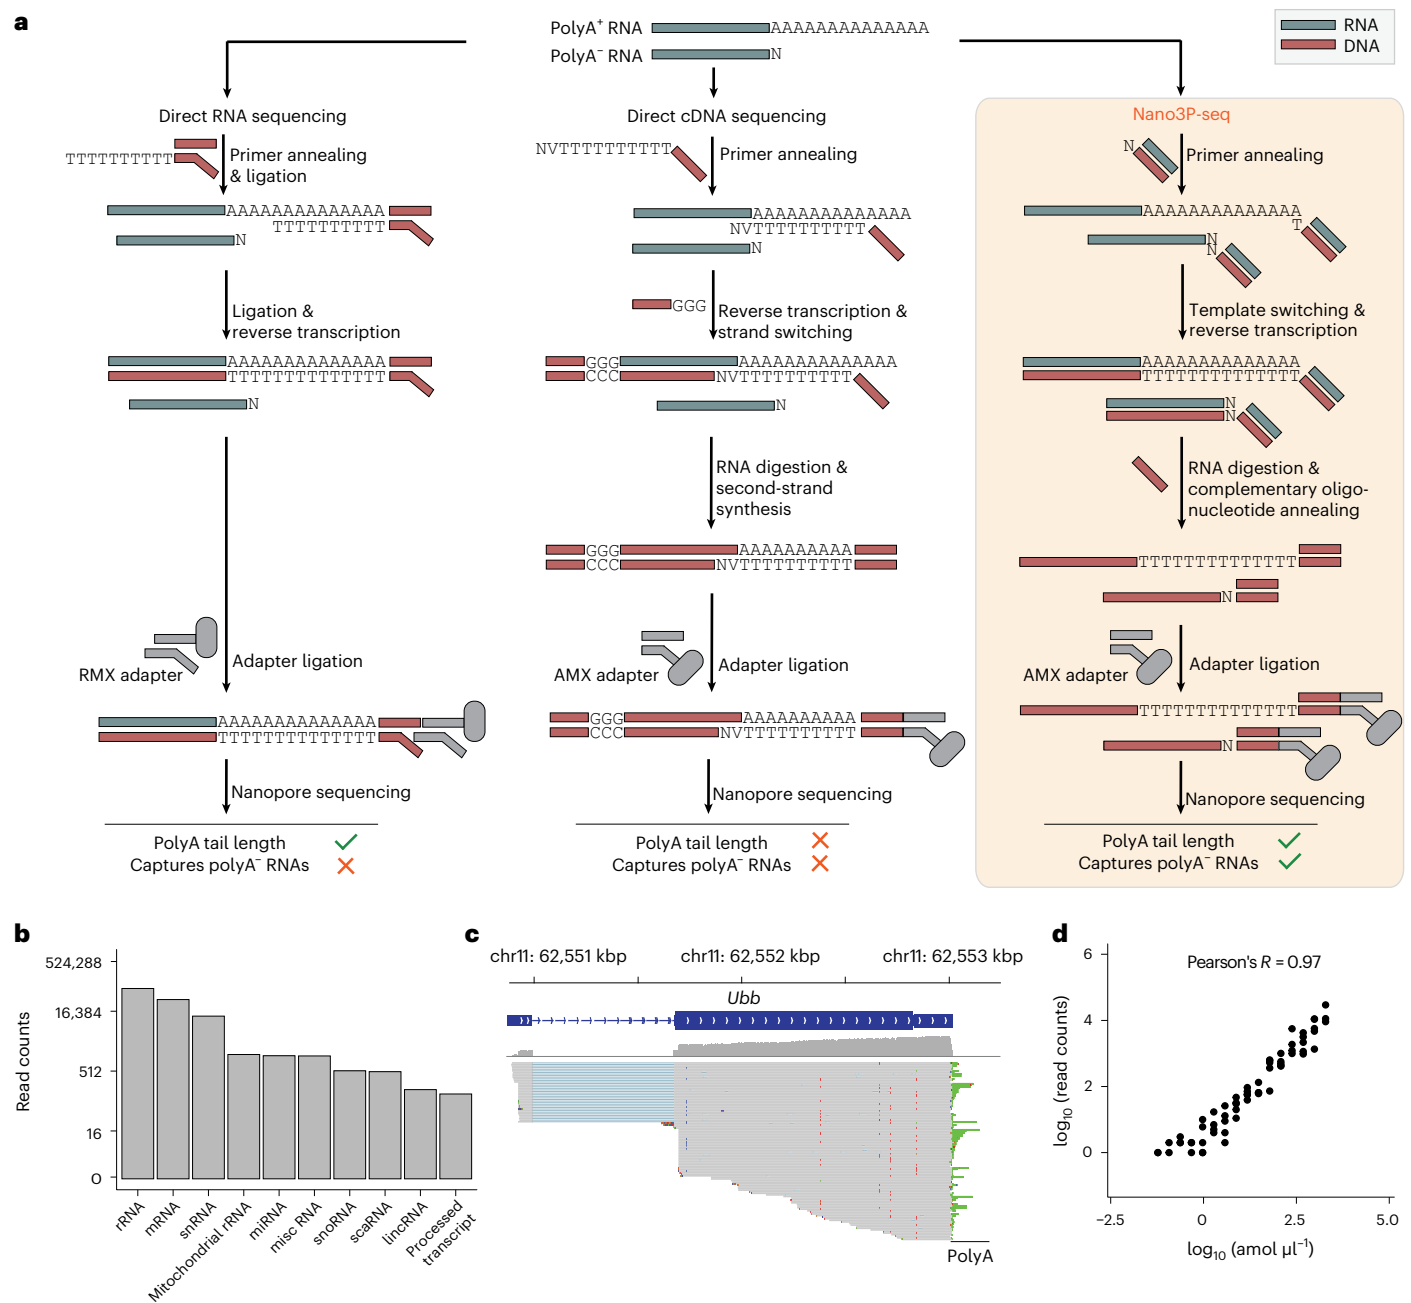 a
PolyA⁺ RNA AAAAAAAAAAAAAA
PolyA⁻ RNA N
RNA
DNA
Direct RNA sequencing
TTTTTTTTTT
Primer annealing
& ligation
AAAAAAAAAAAAAA
TTTTTTTTTT
N
Ligation &
reverse transcription
AAAAAAAAAAAAAA
TTTTTTTTTTTTTT
N
RMX adapter
Adapter ligation
AAAAAAAAAAAAAA
TTTTTTTTTTTTTT
Nanopore sequencing
PolyA tail length ✓
Captures polyA⁻ RNAs ✕
Direct cDNA sequencing
NVTTTTTTTTTT
Primer annealing
AAAAAAAAAAAAAA
NVTTTTTTTTTT
N
GGG
Reverse transcription &
strand switching
GGG AAAAAAAAAAAAAA
CCC NVTTTTTTTTTT
N
RNA digestion &
second-strand
synthesis
GGG AAAAAAAAAA
CCC NVTTTTTTTTTT
AMX adapter
Adapter ligation
GGG AAAAAAAAAA
CCC NVTTTTTTTTTT
Nanopore sequencing
PolyA tail length ✕
Captures polyA⁻ RNAs ✕
Nano3P-seq
N
Primer annealing
AAAAAAAAAAAAAA
T
N
N
Template switching &
reverse transcription
AAAAAAAAAAAAAA
TTTTTTTTTTTTTT
N
N
RNA digestion &
complementary oligo-
nucleotide annealing
TTTTTTTTTTTTTT
N
AMX adapter
Adapter ligation
TTTTTTTTTTTTTT
N
Nanopore sequencing
PolyA tail length ✓
Captures polyA⁻ RNAs ✓
b
Read counts
524,288
16,384
512
16
0
rRNA
mRNA
snRNA
Mitochondrial rRNA
miRNA
misc RNA
snoRNA
scaRNA
lincRNA
Processed
transcript
c
chr11: 62,551 kbp
chr11: 62,552 kbp
chr11: 62,553 kbp
Ubb
PolyA
d
Pearson's R = 0.97
log₁₀ (read counts)
6
4
2
0
−2.5
0
2.5
5.0
log₁₀ (amol µl⁻¹)